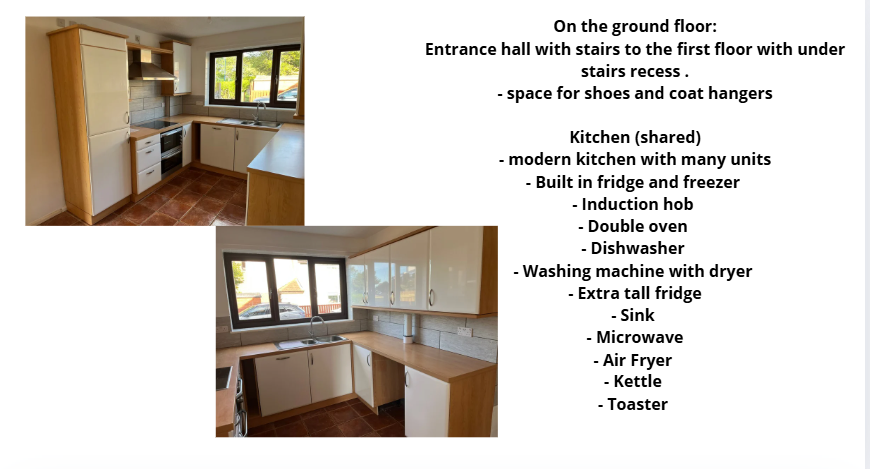 On the ground floor:
Entrance hall with stairs to the first floor with under
stairs recess .
- space for shoes and coat hangers
Kitchen (shared)
- modern kitchen with many units
- Built in fridge and freezer
- Induction hob
- Double oven
- Dishwasher
- Washing machine with dryer
- Extra tall fridge
- Sink
- Microwave
- Air Fryer
- Kettle
- Toaster